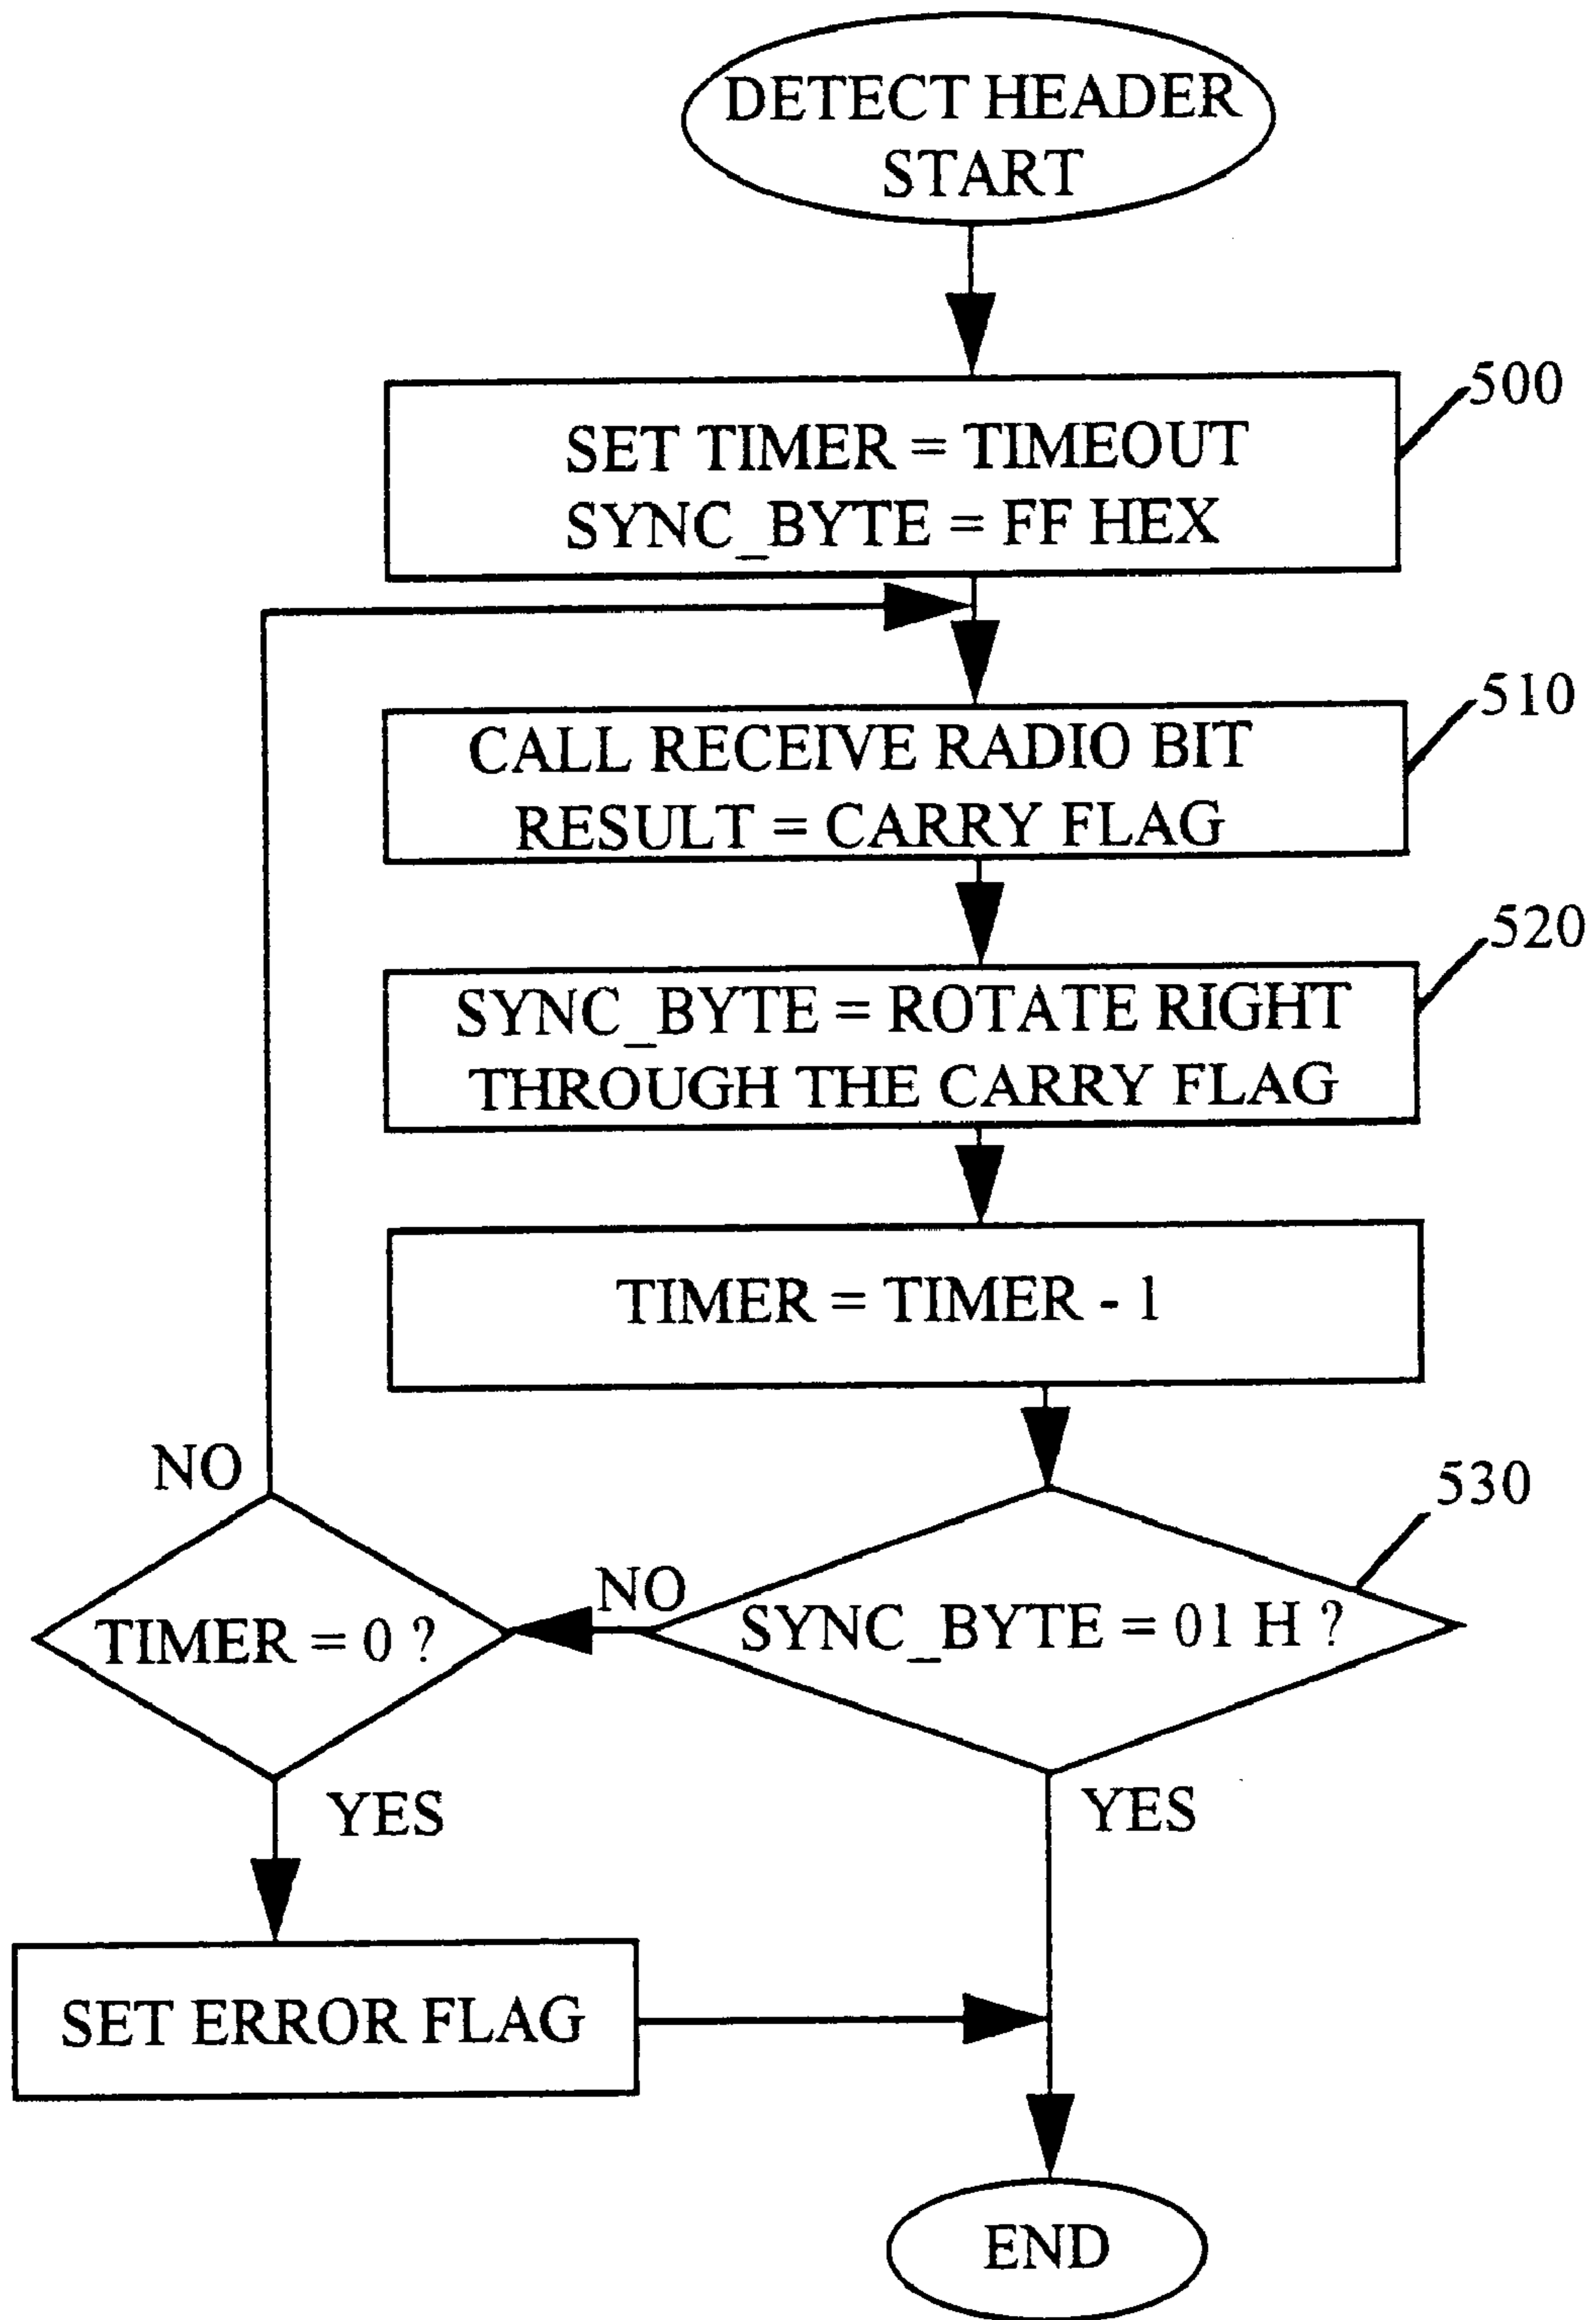 DETECT HEADER
START
500
SET TIMER = TIMEOUT
SYNC_BYTE = FF HEX
510
CALL RECEIVE RADIO BIT
RESULT = CARRY FLAG
520
SYNC_BYTE = ROTATE RIGHT
THROUGH THE CARRY FLAG
TIMER = TIMER - 1
NO
530
NO
TIMER = 0 ?
SYNC_BYTE = 01 H ?
YES
YES
SET ERROR FLAG
END